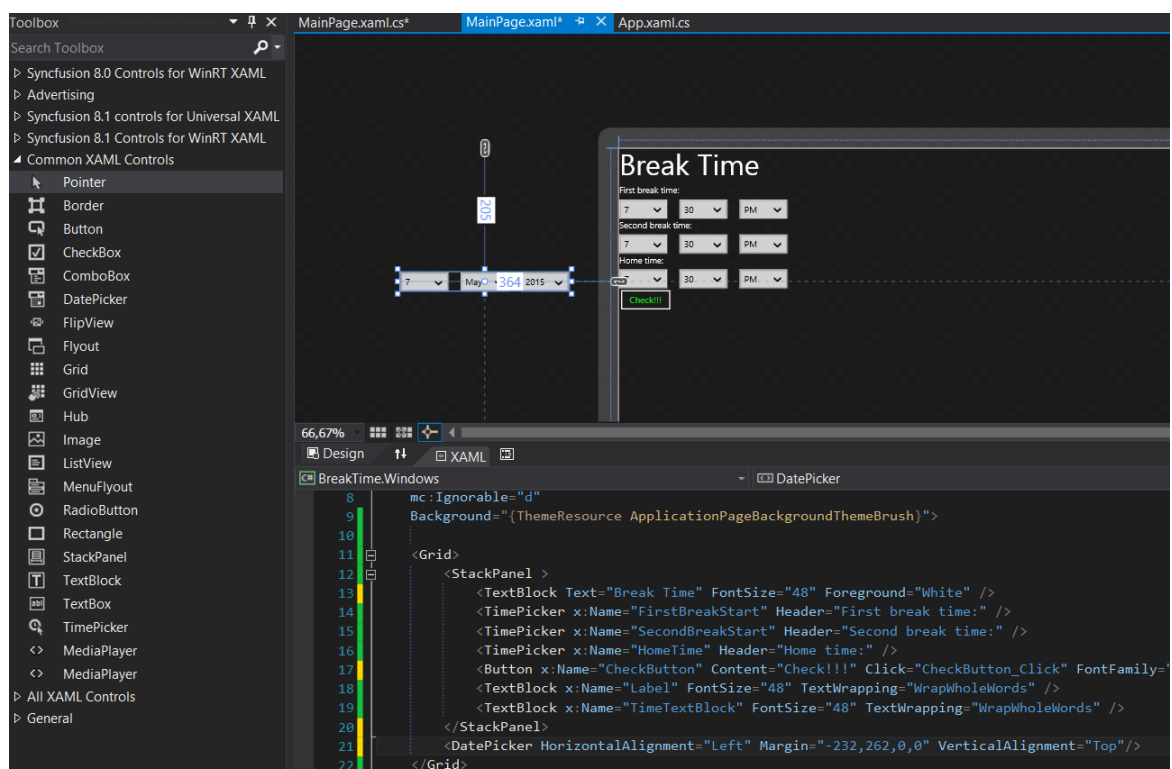 Toolbox
Search Toolbox
Syncfusion 8.0 Controls for WinRT XAML
Advertising
Syncfusion 8.1 controls for Universal XAML
Syncfusion 8.1 Controls for WinRT XAML
Common XAML Controls
Pointer
Border
Button
CheckBox
ComboBox
DatePicker
FlipView
Flyout
Grid
GridView
Hub
Image
ListView
MenuFlyout
RadioButton
Rectangle
StackPanel
TextBlock
TextBox
TimePicker
MediaPlayer
MediaPlayer
All XAML Controls
General
MainPage.xaml.cs* MainPage.xaml* App.xaml.cs
205
7 May 364 2015
Break Time
First break time:
7 30 PM
Second break time:
7 30 PM
Home time:
7 30 PM
Check!!!
66,67%
Design XAML
C# BreakTime.Windows DatePicker
8 mc:Ignorable="d"
9 Background="{ThemeResource ApplicationPageBackgroundThemeBrush}">
10
11 <Grid>
12 <StackPanel >
13 <TextBlock Text="Break Time" FontSize="48" Foreground="White" />
14 <TimePicker x:Name="FirstBreakStart" Header="First break time:" />
15 <TimePicker x:Name="SecondBreakStart" Header="Second break time:" />
16 <TimePicker x:Name="HomeTime" Header="Home time:" />
17 <Button x:Name="CheckButton" Content="Check!!!" Click="CheckButton_Click" FontFamily="
18 <TextBlock x:Name="Label" FontSize="48" TextWrapping="WrapWholeWords" />
19 <TextBlock x:Name="TimeTextBlock" FontSize="48" TextWrapping="WrapWholeWords" />
20 </StackPanel>
21 <DatePicker HorizontalAlignment="Left" Margin="-232,262,0,0" VerticalAlignment="Top"/>
22 </Grid>